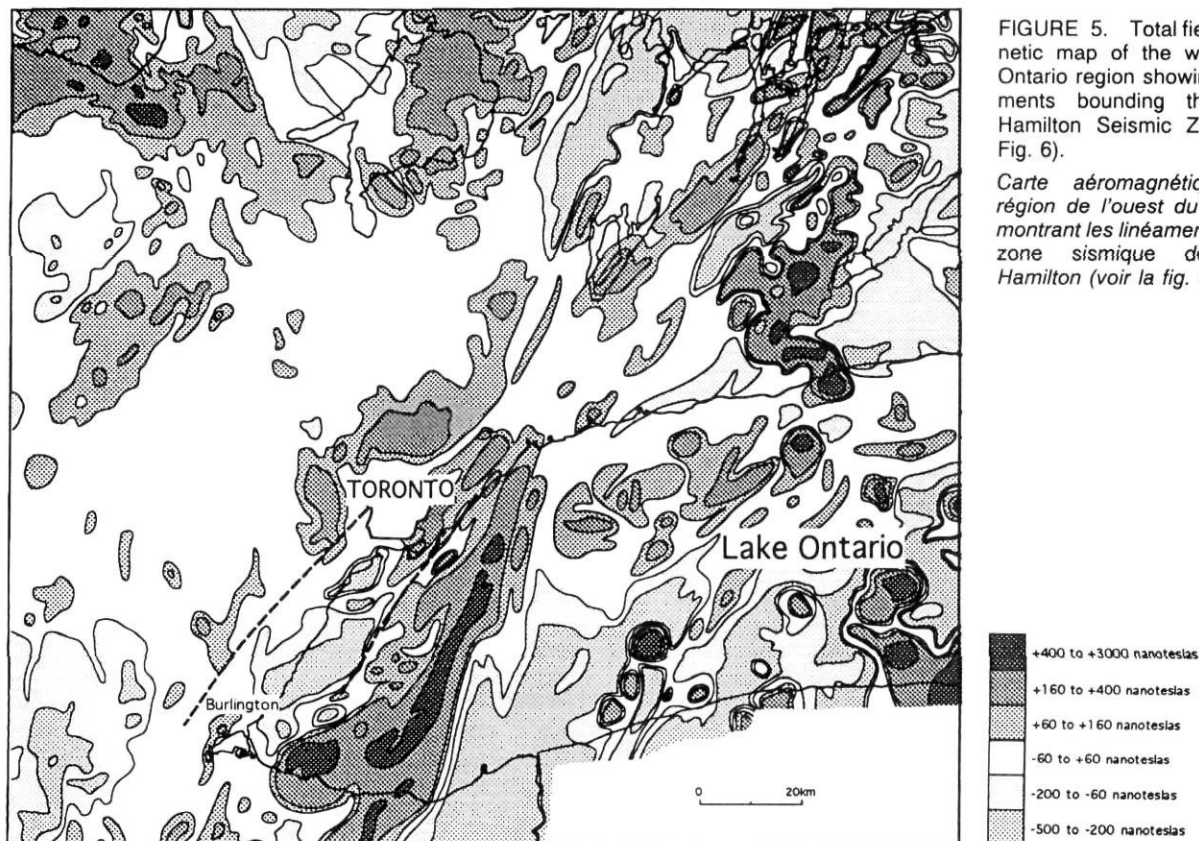 FIGURE 5. Total fie
netic map of the w
Ontario region showin
ments bounding th
Hamilton Seismic Z
Fig. 6).
Carte aéromagnétic
région de l'ouest du
montrant les linéamen
zone sismique de
Hamilton (voir la fig.
TORONTO
Lake Ontario
Burlington
0 20km
+400 to +3000 nanoteslas
+160 to +400 nanoteslas
+60 to +160 nanoteslas
-60 to +60 nanoteslas
-200 to -60 nanoteslas
-500 to -200 nanoteslas